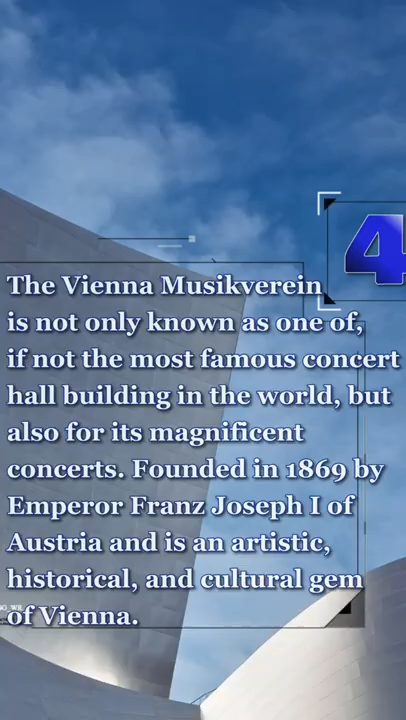 4
The Vienna Musikverein
is not only known as one of,
if not the most famous concert
hall building in the world, but
also for its magnificent
concerts. Founded in 1869 by
Emperor Franz Joseph I of
Austria and is an artistic,
historical, and cultural gem
of Vienna.